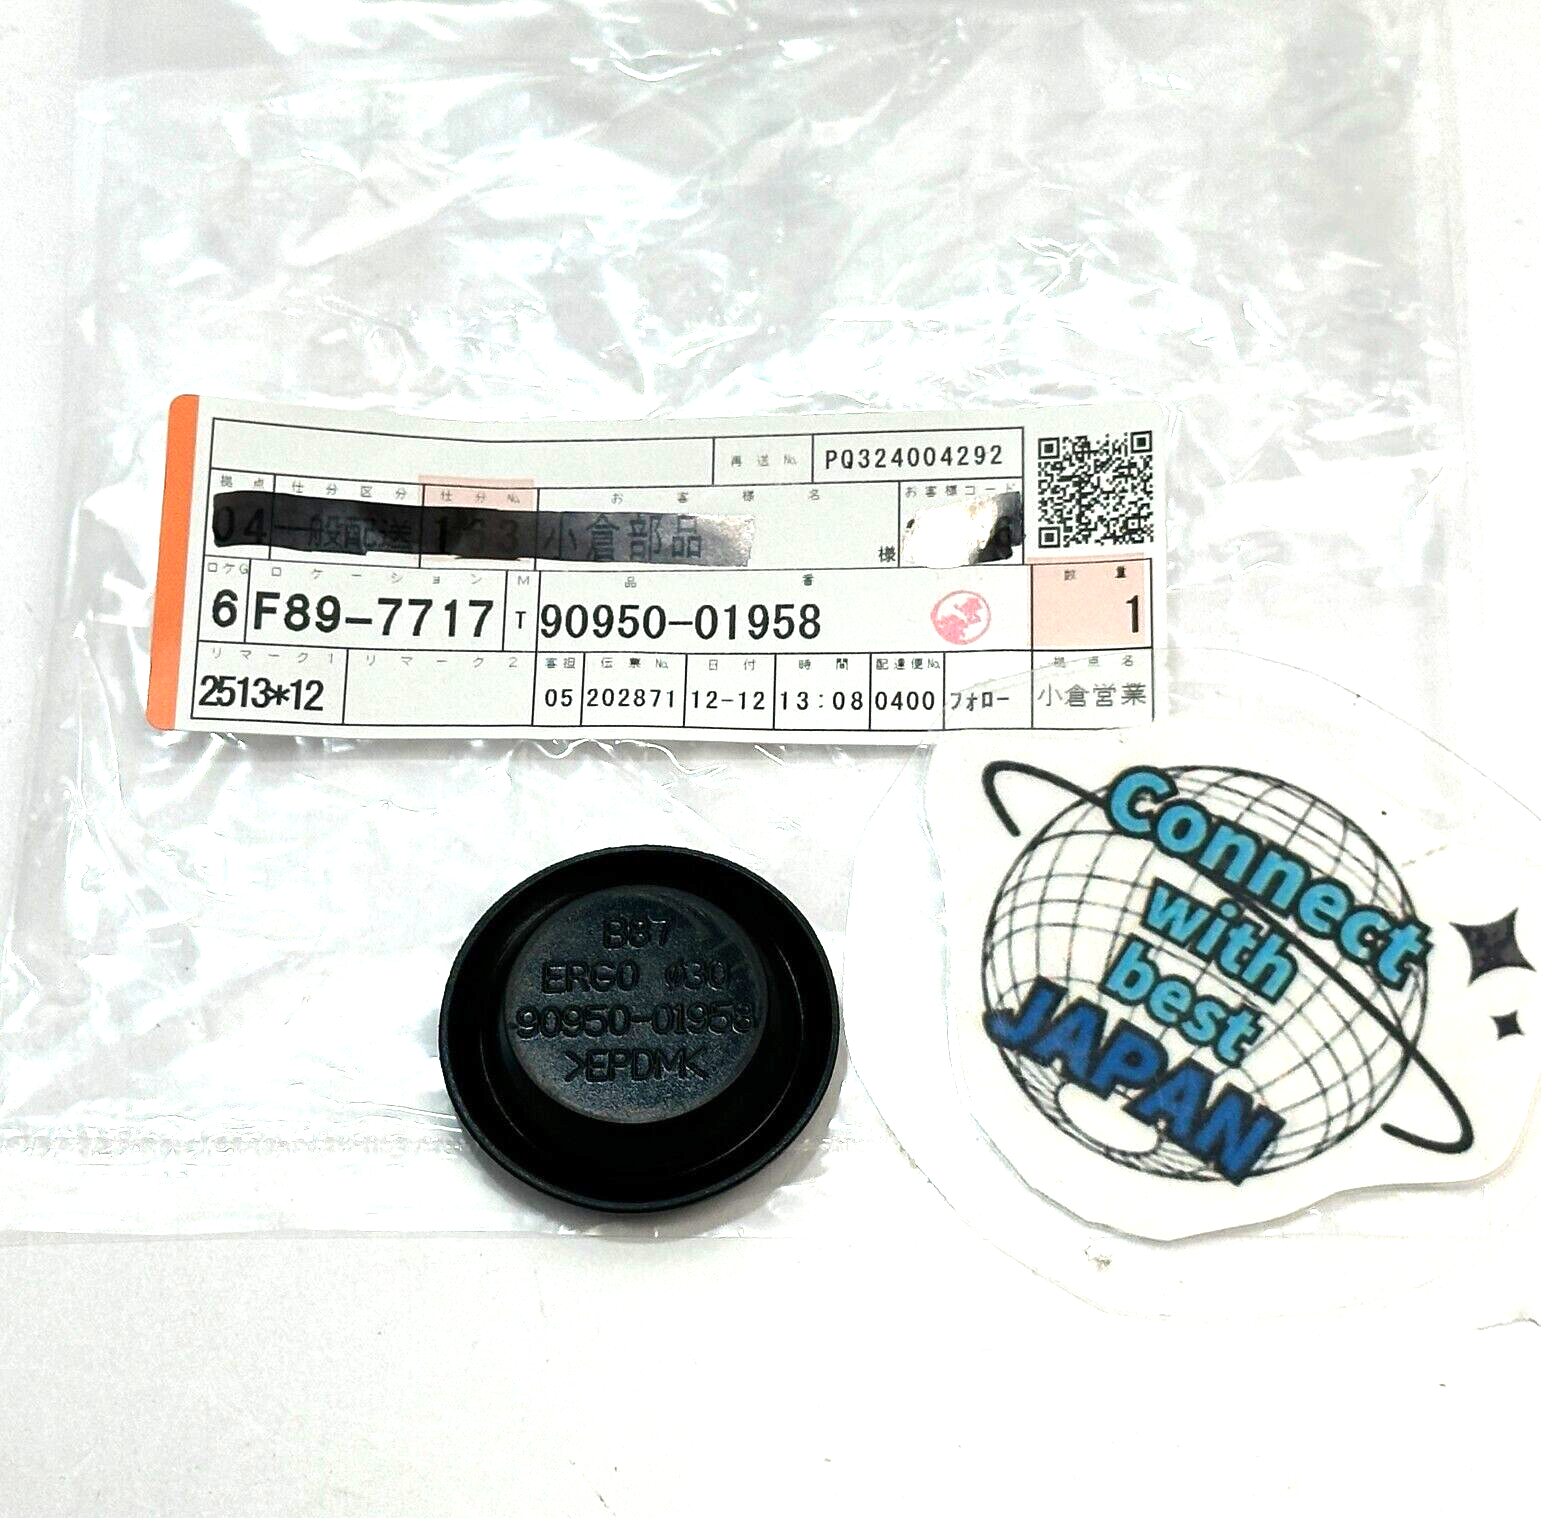 再送No. PQ324004292
拠点 仕分区分 仕分No. お客様名 お客様コード
04 一般配送 163 小倉部品 様 6
ロケG ロケーション M 品番 数量
6 F89-7717 T 90950-01958 1
リマーク1 リマーク2 客担 伝票No. 日付 時間 配達便No. 拠点名
2513*12 05 202871 12-12 13:08 0400 フォロー 小倉営業
B87
ERGO ø30
90950-01958
>EPDM<
Connect
with
best
JAPAN